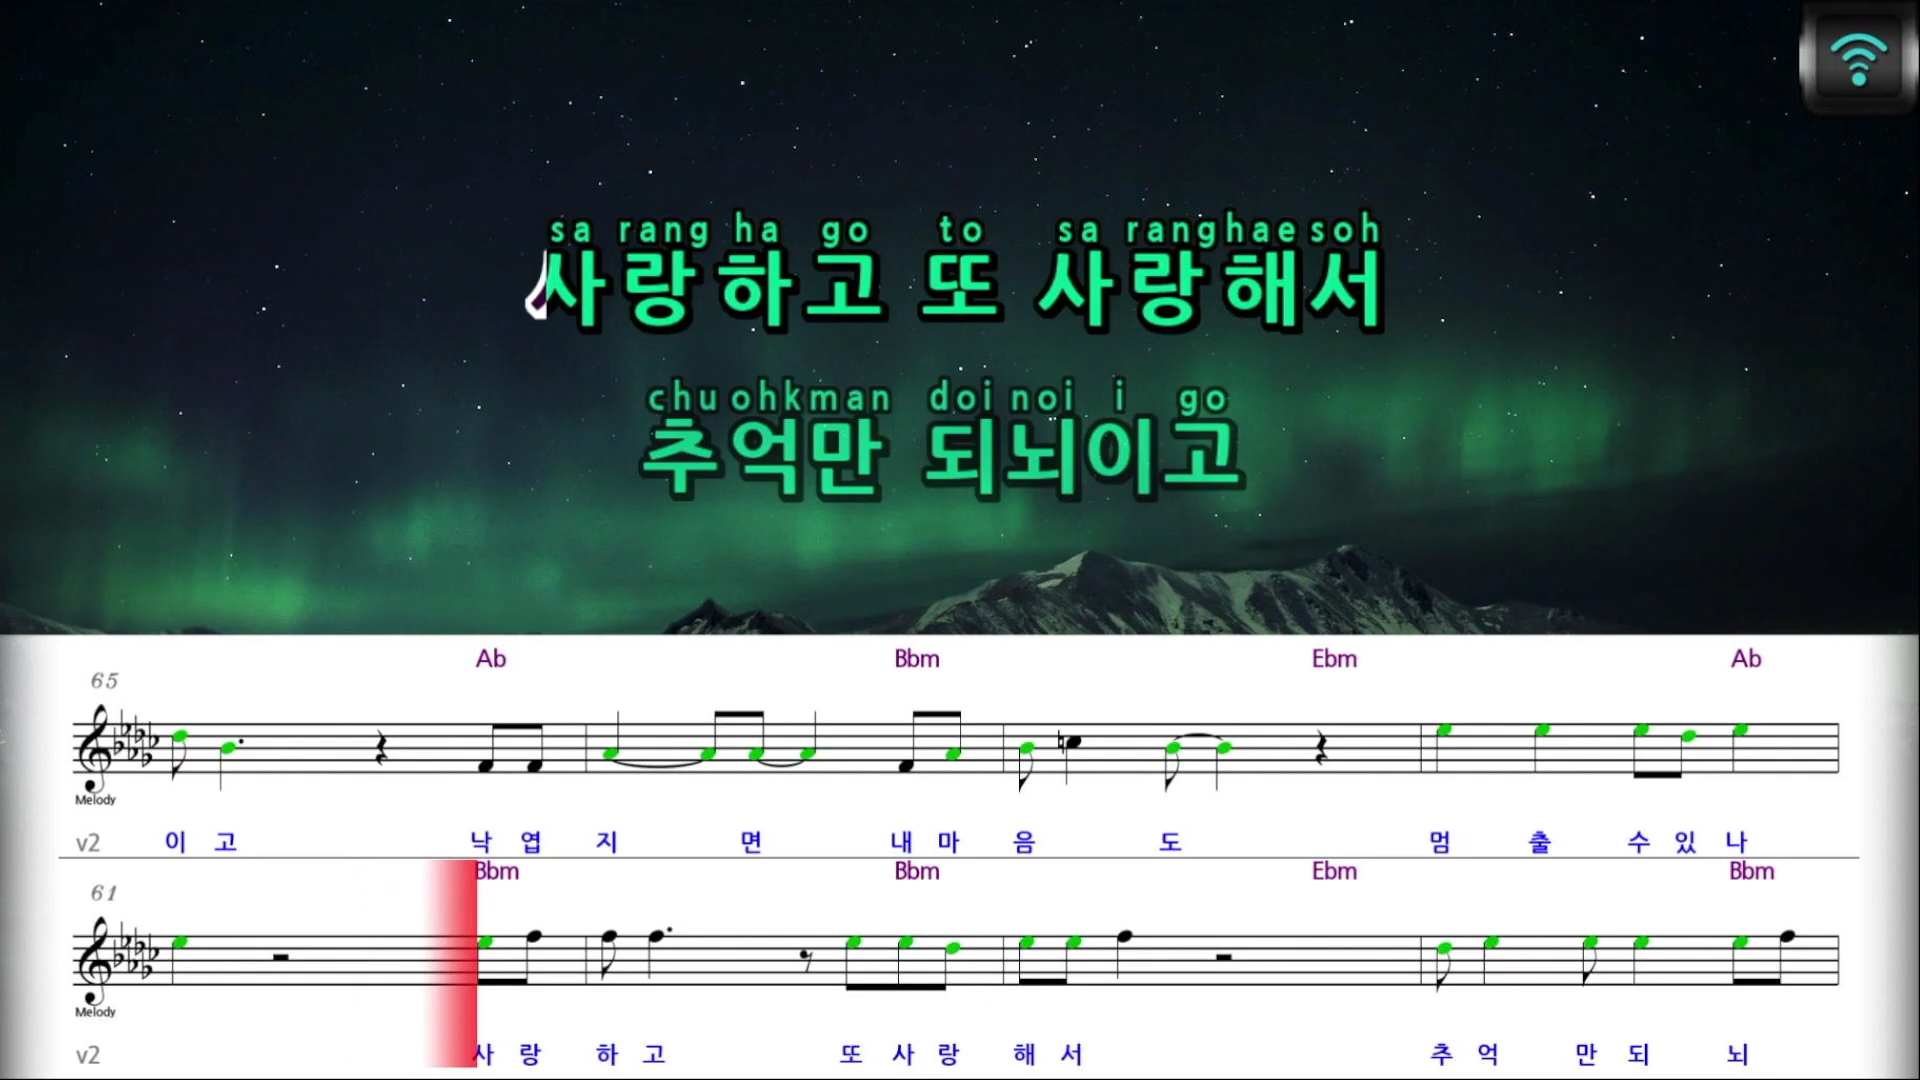 sa rang ha go to sa ranghae soh
사랑하고 또 사랑해서
chu ohkman doi noi i go
추억만 되뇌이고
Ab Bbm Ebm Ab
65
Melody
v2 이 고 낙 엽 지 면 내 마 음 도 멈 출 수 있 나
Bbm Bbm Ebm Bbm
61
Melody
v2 사 랑 하 고 또 사 랑 해 서 추 억 만 되 뇌